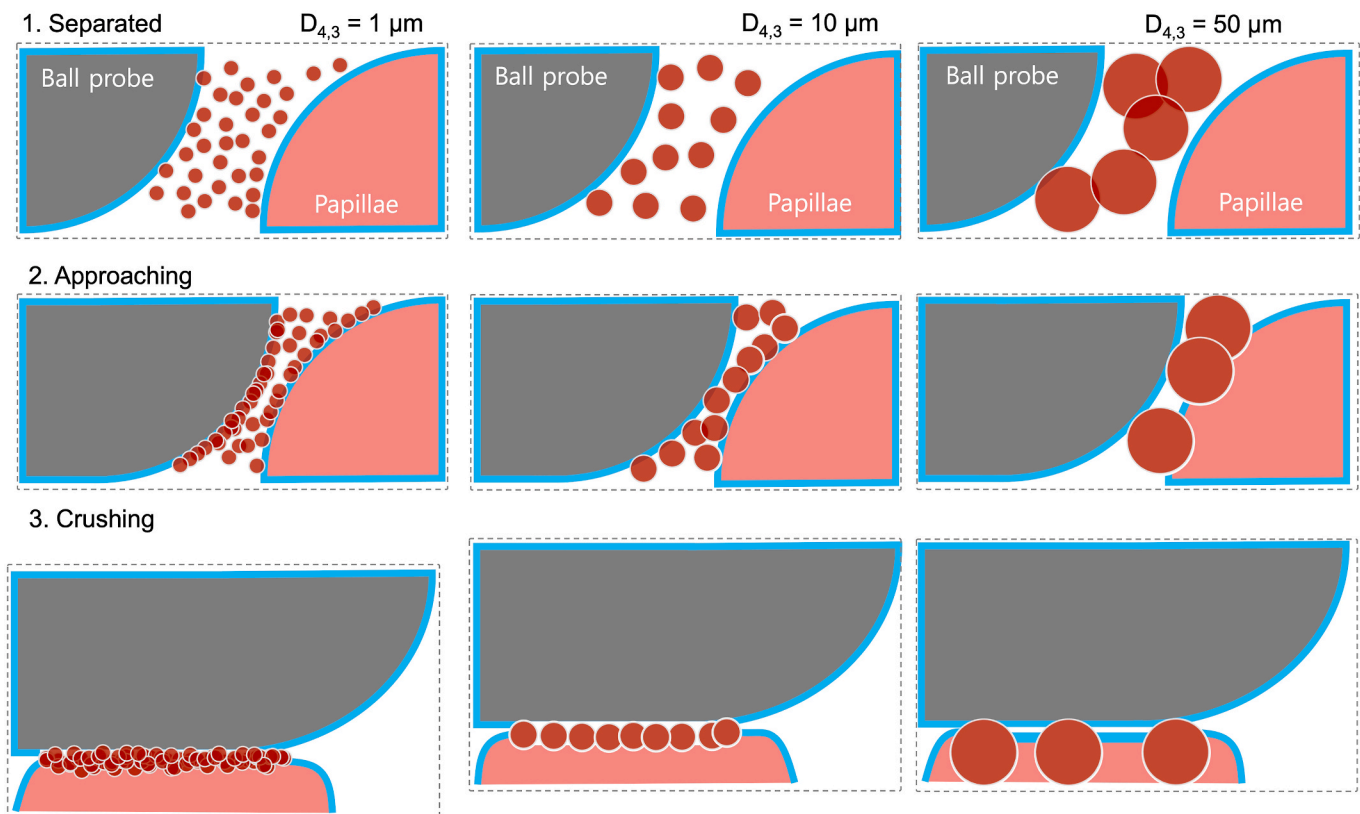 1. Separated
D4,3 = 1 µm
D4,3 = 10 µm
D4,3 = 50 µm
Ball probe
Papillae
Ball probe
Papillae
Ball probe
Papillae
2. Approaching
3. Crushing